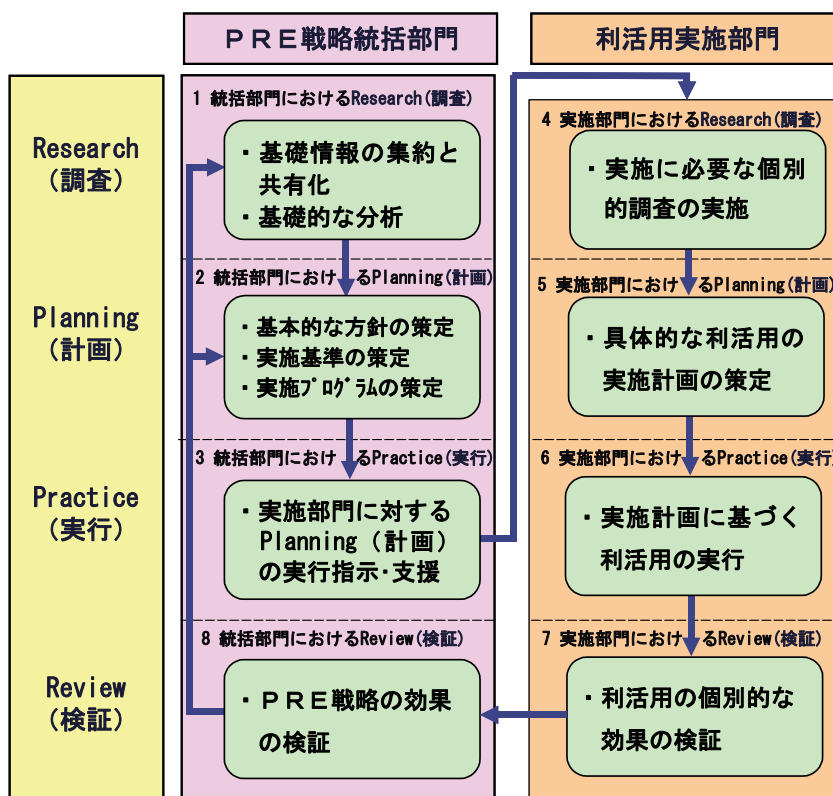 PRE戦略統括部門
利活用実施部門
Research
(調査)
Planning
(計画)
Practice
(実行)
Review
(検証)
1 統括部門におけるResearch(調査)
・基礎情報の集約と
共有化
・基礎的な分析
2 統括部門におけるPlanning(計画)
・基本的な方針の策定
・実施基準の策定
・実施ﾌﾟﾛｸﾞﾗﾑの策定
3 統括部門におけるPractice(実行)
・実施部門に対する
Planning(計画)
の実行指示・支援
8 統括部門におけるReview(検証)
・PRE戦略の効果
の検証
4 実施部門におけるResearch(調査)
・実施に必要な個別
的調査の実施
5 実施部門におけるPlanning(計画)
・具体的な利活用の
実施計画の策定
6 実施部門におけるPractice(実行)
・実施計画に基づく
利活用の実行
7 実施部門におけるReview(検証)
・利活用の個別的な
効果の検証